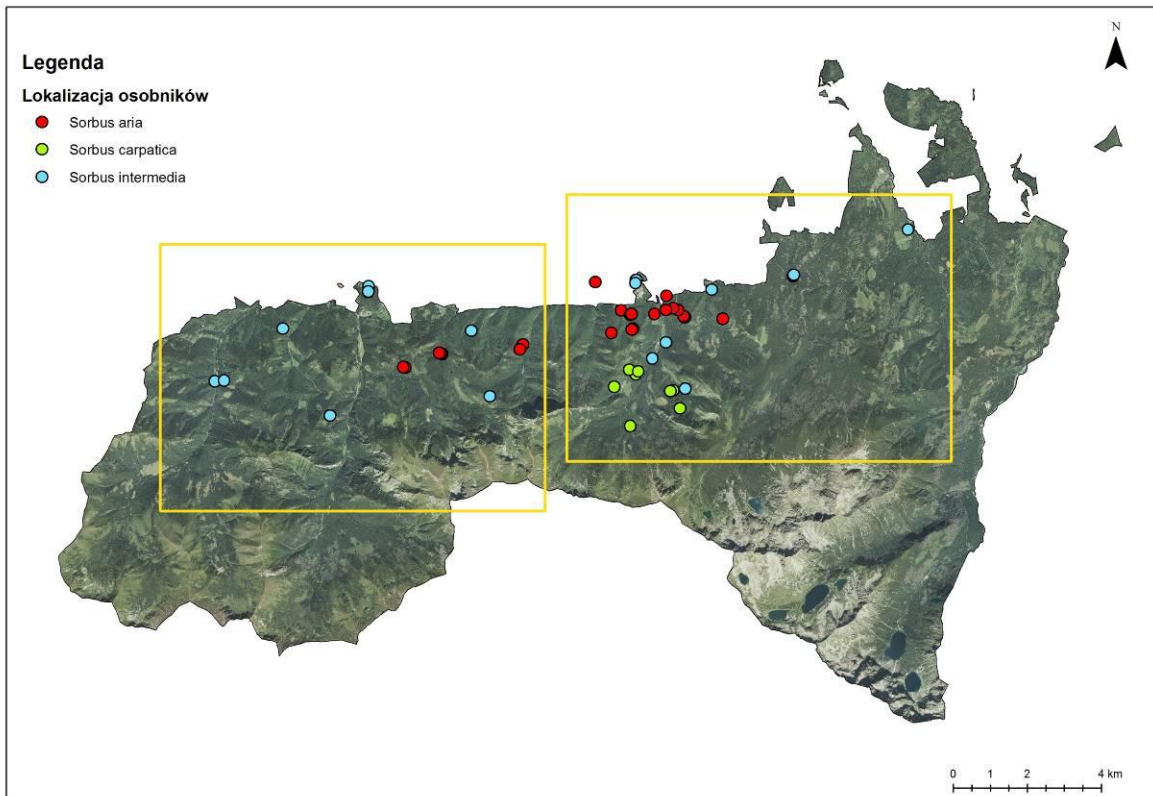 N
Legenda
Lokalizacja osobników
Sorbus aria
Sorbus carpatica
Sorbus intermedia
0 1 2 4 km